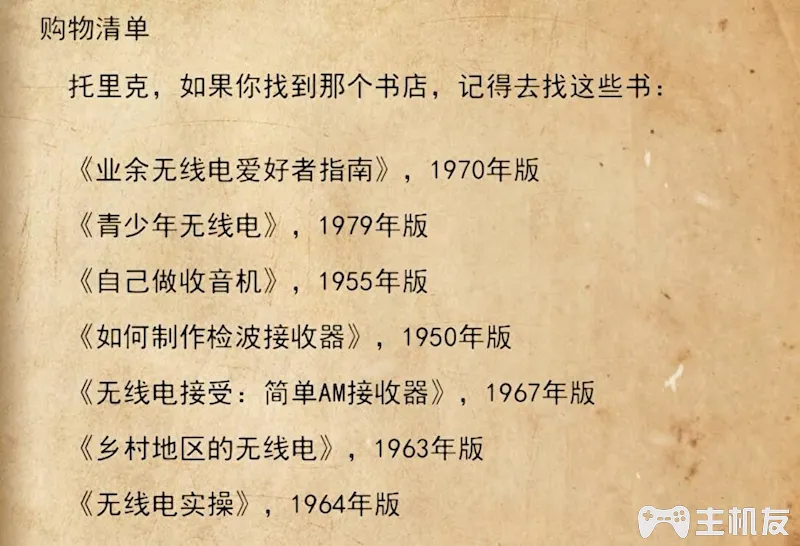 购物清单
托里克，如果你找到那个书店，记得去找这些书：
《业余无线电爱好者指南》，1970年版
《青少年无线电》，1979年版
《自己做收音机》，1955年版
《如何制作检波接收器》，1950年版
《无线电接受：简单AM接收器》，1967年版
《乡村地区的无线电》，1963年版
《无线电实操》，1964年版
主机友